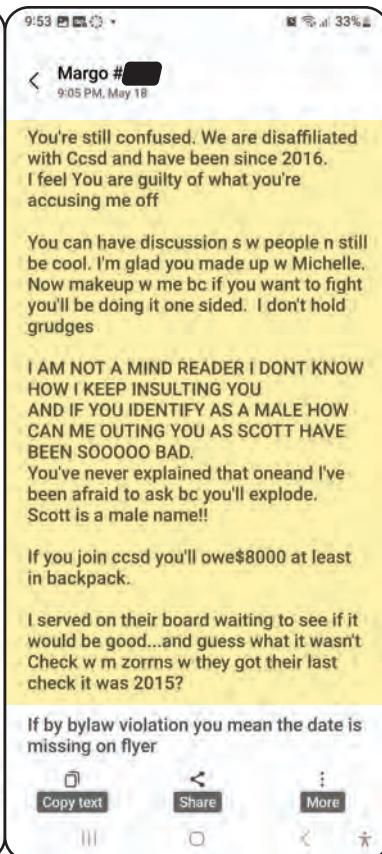 9:53
33%
Margo #
9:05 PM, May 18
You're still confused. We are disaffiliated
with Ccsd and have been since 2016.
I feel You are guilty of what you're
accusing me off
You can have discussion s w people n still
be cool. I'm glad you made up w Michelle.
Now makeup w me bc if you want to fight
you'll be doing it one sided. I don't hold
grudges
I AM NOT A MIND READER I DONT KNOW
HOW I KEEP INSULTING YOU
AND IF YOU IDENTIFY AS A MALE HOW
CAN ME OUTING YOU AS SCOTT HAVE
BEEN SOOOOO BAD.
You've never explained that oneand I've
been afraid to ask bc you'll explode.
Scott is a male name!!
If you join ccsd you'll owe$8000 at least
in backpack.
I served on their board waiting to see if it
would be good...and guess what it wasn't
Check w m zorrns w they got their last
check it was 2015?
If by bylaw violation you mean the date is
missing on flyer
Copy text
Share
More